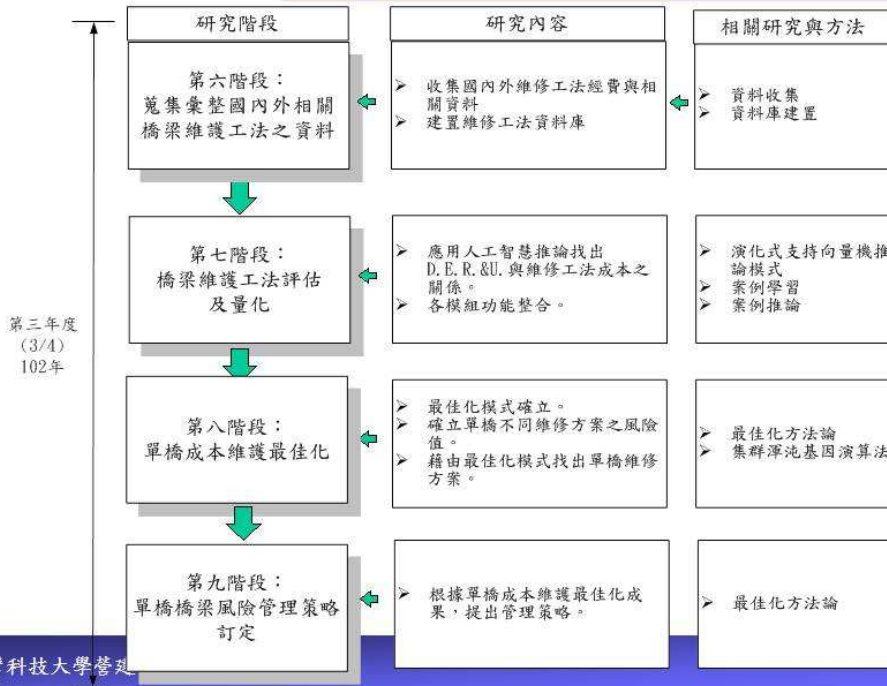 研究階段
研究內容
相關研究與方法
第六階段：
蒐集彙整國內外相關
橋梁維護工法之資料
➢ 收集國內外維修工法經費與相
關資料
➢ 建置維修工法資料庫
➢ 資料收集
➢ 資料庫建置
第七階段：
橋梁維護工法評估
及量化
➢ 應用人工智慧推論找出
D.E.R.&U.與維修工法成本之
關係。
➢ 各模組功能整合。
➢ 演化式支持向量機推
論模式
➢ 案例學習
➢ 案例推論
第三年度
(3/4)
102年
第八階段：
單橋成本維護最佳化
➢ 最佳化模式確立。
➢ 確立單橋不同維修方案之風險
值。
➢ 藉由最佳化模式找出單橋維修
方案。
➢ 最佳化方法論
➢ 集群渾沌基因演算法
第九階段：
單橋橋梁風險管理策略
訂定
➢ 根據單橋成本維護最佳化成
果，提出管理策略。
➢ 最佳化方法論
科技大學營建